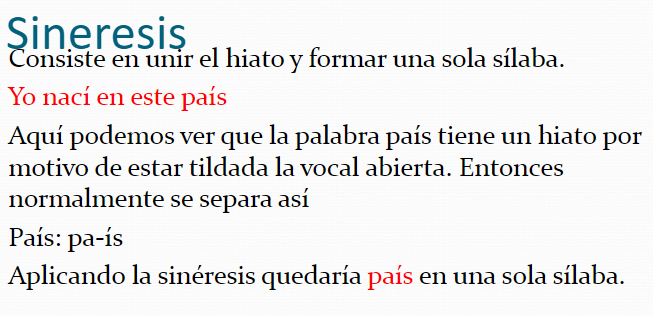 Sineresis
Consiste en unir el hiato y formar una sola sílaba.
Yo nací en este país
Aquí podemos ver que la palabra país tiene un hiato por
motivo de estar tildada la vocal abierta. Entonces
normalmente se separa así
País: pa-ís
Aplicando la sinéresis quedaría país en una sola sílaba.